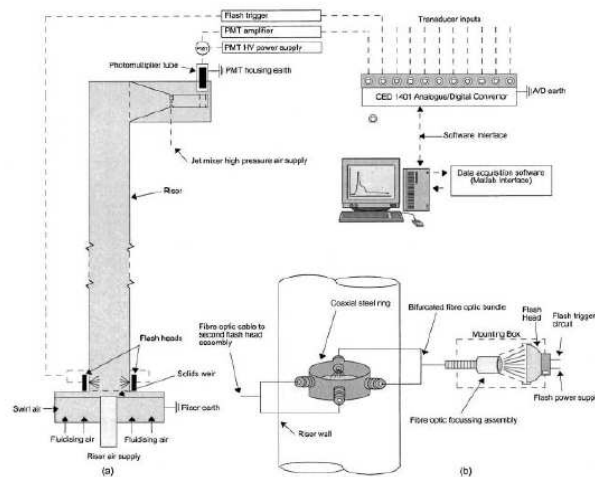 Flash trigger
PMT amplifier
PMT
PMT HV power supply
Photomultiplier tube
PMT housing earth
Transducer inputs
CED 1401 Analogue/Digital Convertor
A/D earth
Software interface
Jet mixer high pressure air supply
Data acquisition software
(Matlab interface)
Riser
Coaxial steel ring
Bifurcated fibre optic bundle
Flash
Head
Mounting Box
Flash trigger
circuit
Fibre optic cable to
second flash head
assembly
Flash heads
Solids weir
Swirl air
Riser earth
Fluidising air
Fluidising air
Riser air supply
Riser wall
Fibre optic focussing assembly
Flash power supply
(a)
(b)